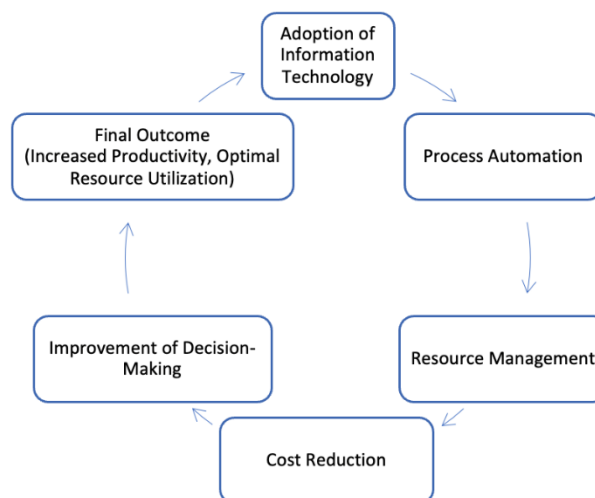 Adoption of
Information
Technology
Process Automation
Resource Management
Cost Reduction
Improvement of Decision-
Making
Final Outcome
(Increased Productivity, Optimal
Resource Utilization)